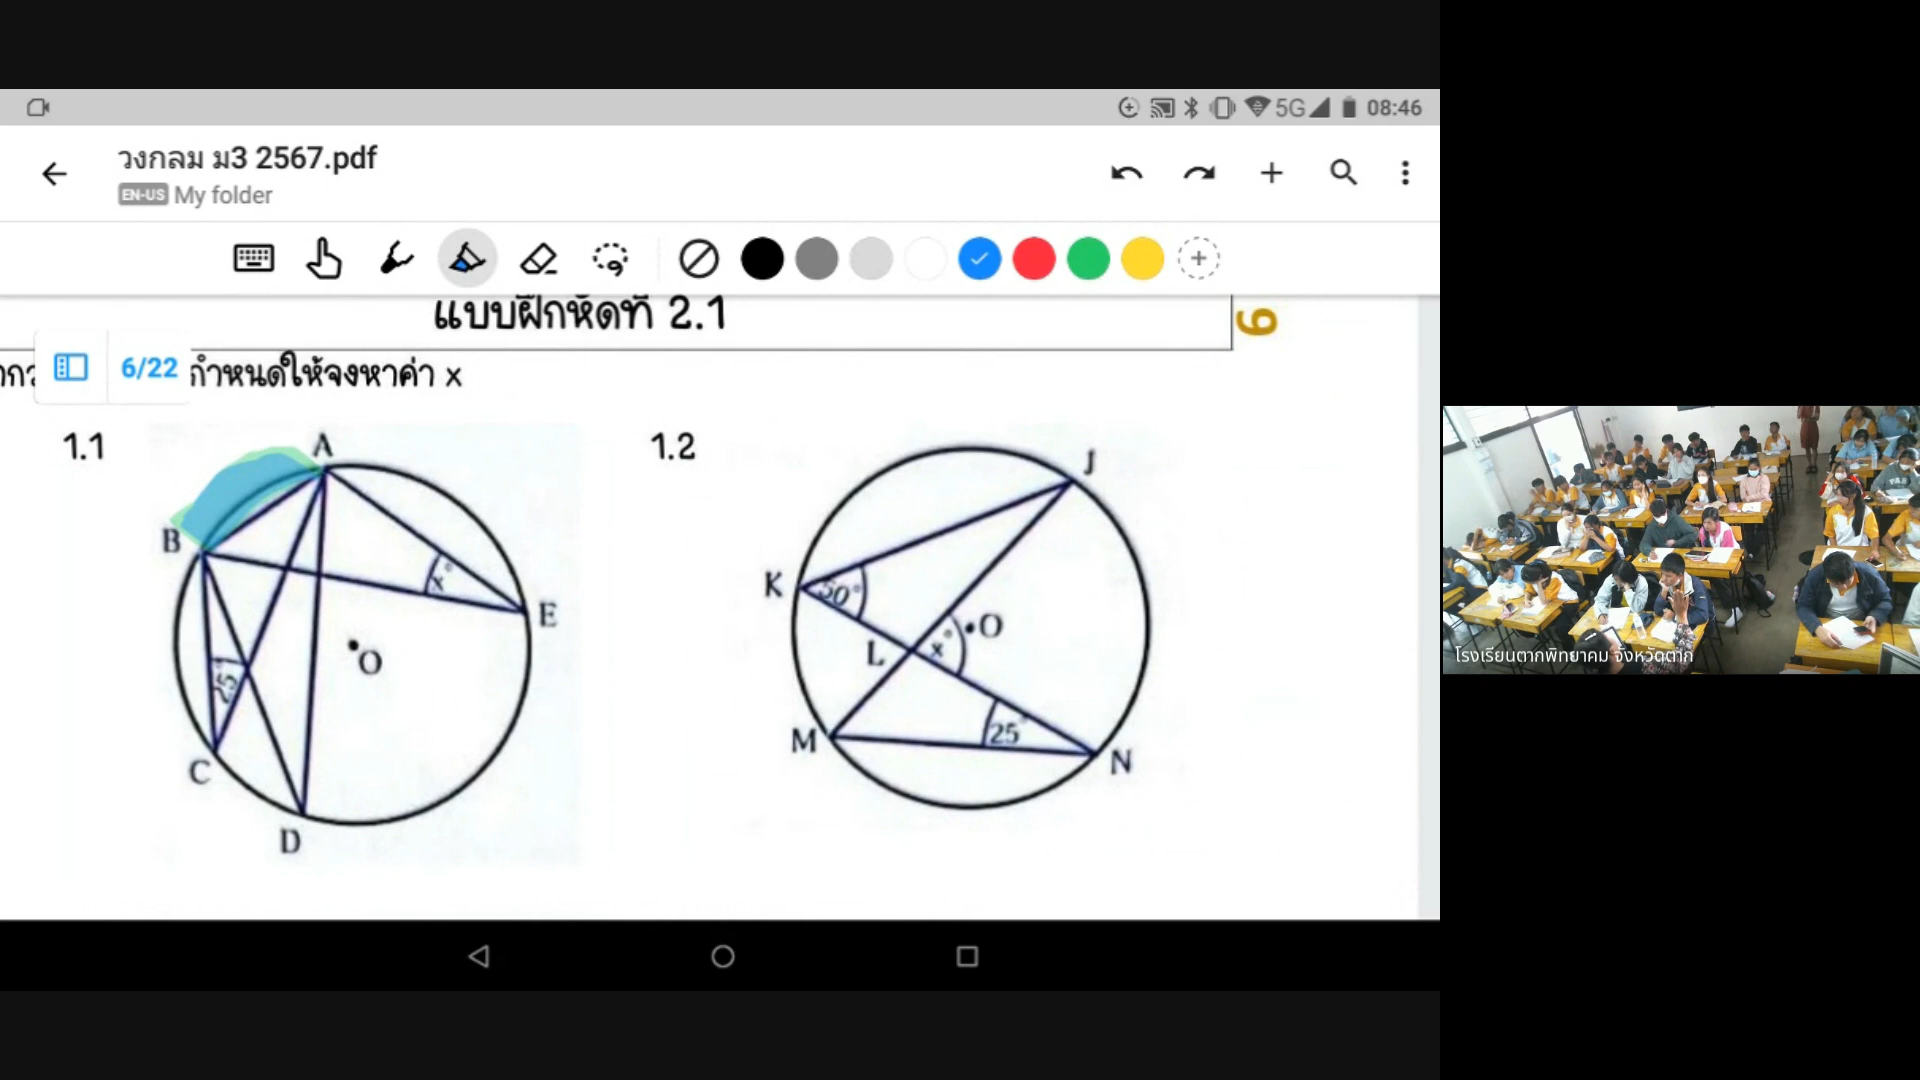 5G 08:46
วงกลม ม3 2567.pdf
EN-US My folder
แบบฝึกหัดที่ 2.1
6
6/22
กำหนดให้จงหาค่า x
1.1
A
B
x°
E
O
25°
C
D
1.2
J
K
50°
O
L
x°
M
25°
N
โรงเรียนตากพิทยาคม จังหวัดตาก